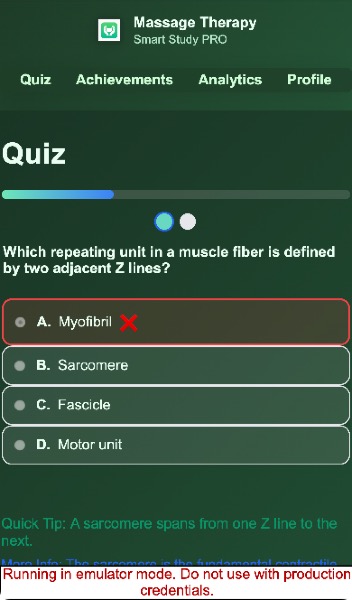 Massage Therapy
Smart Study PRO
Quiz
Achievements
Analytics
Profile
Quiz
Which repeating unit in a muscle fiber is defined
by two adjacent Z lines?
A. Myofibril ❌
B. Sarcomere
C. Fascicle
D. Motor unit
Quick Tip: A sarcomere spans from one Z line to the
next.
More Info: The sarcomere is the fundamental contractile
Running in emulator mode. Do not use with production
credentials.